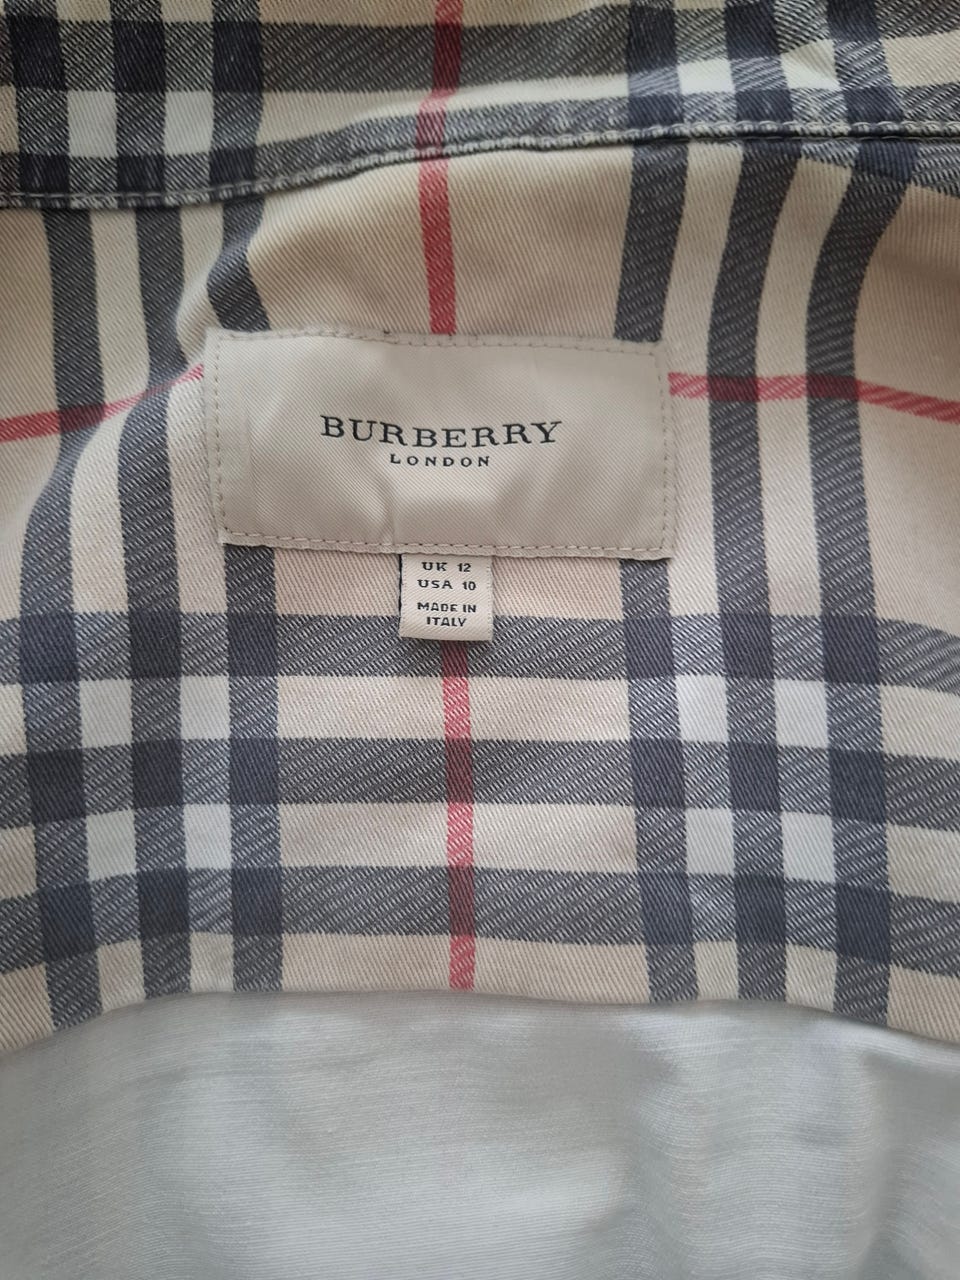 BURBERRY
LONDON
UK 12
USA 10
MADE IN
ITALY